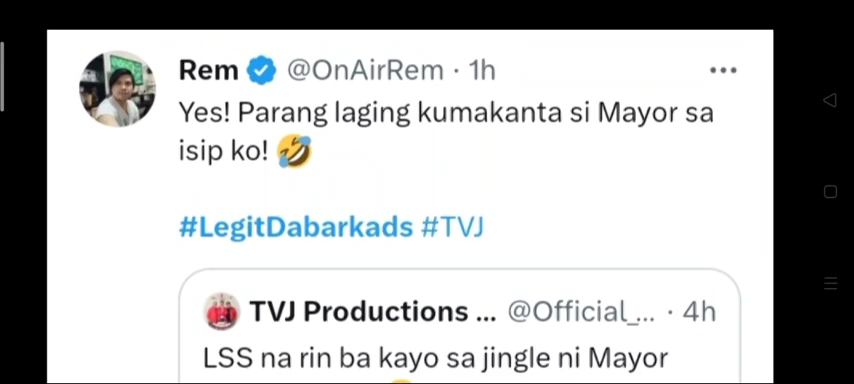 Rem @OnAirRem · 1h
Yes! Parang laging kumakanta si Mayor sa
isip ko! 🤣
#LegitDabarkads #TVJ
TVJ Productions ... @Official_... · 4h
LSS na rin ba kayo sa jingle ni Mayor